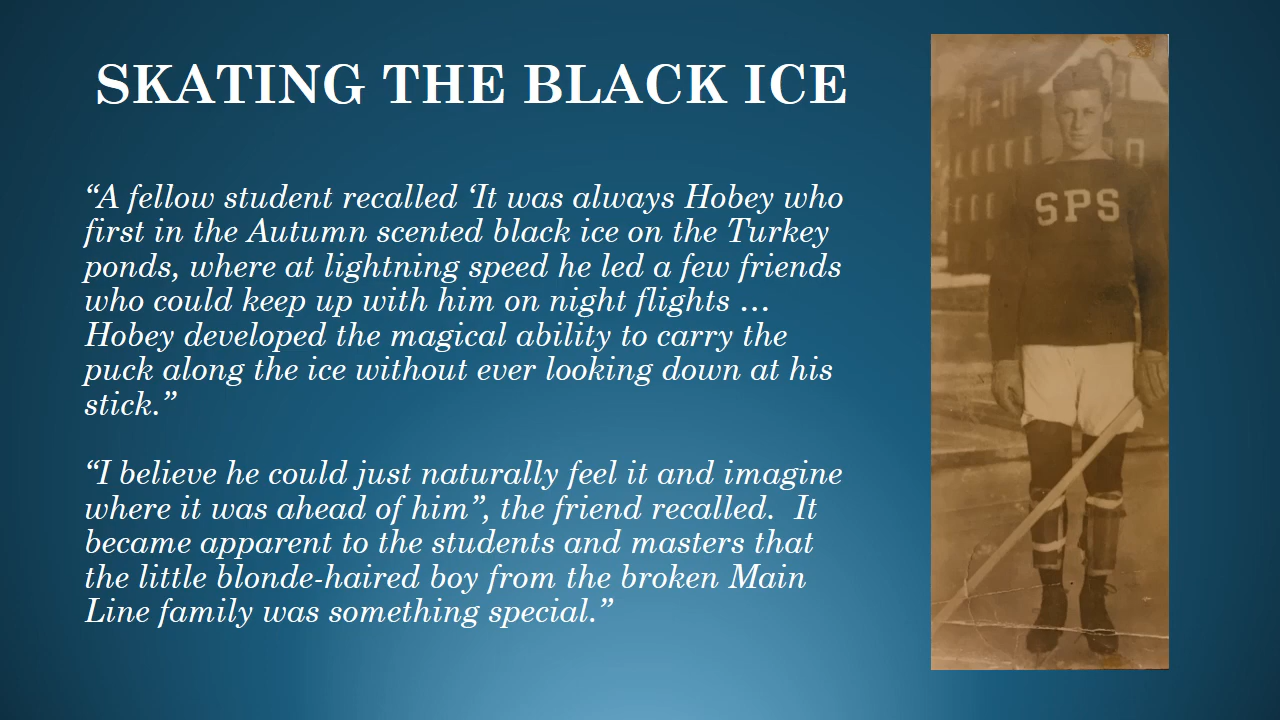 SKATING THE BLACK ICE
“A fellow student recalled ‘It was always Hobey who
first in the Autumn scented black ice on the Turkey
ponds, where at lightning speed he led a few friends
who could keep up with him on night flights …
Hobey developed the magical ability to carry the
puck along the ice without ever looking down at his
stick.”
“I believe he could just naturally feel it and imagine
where it was ahead of him”, the friend recalled.  It
became apparent to the students and masters that
the little blonde-haired boy from the broken Main
Line family was something special.”
SPS